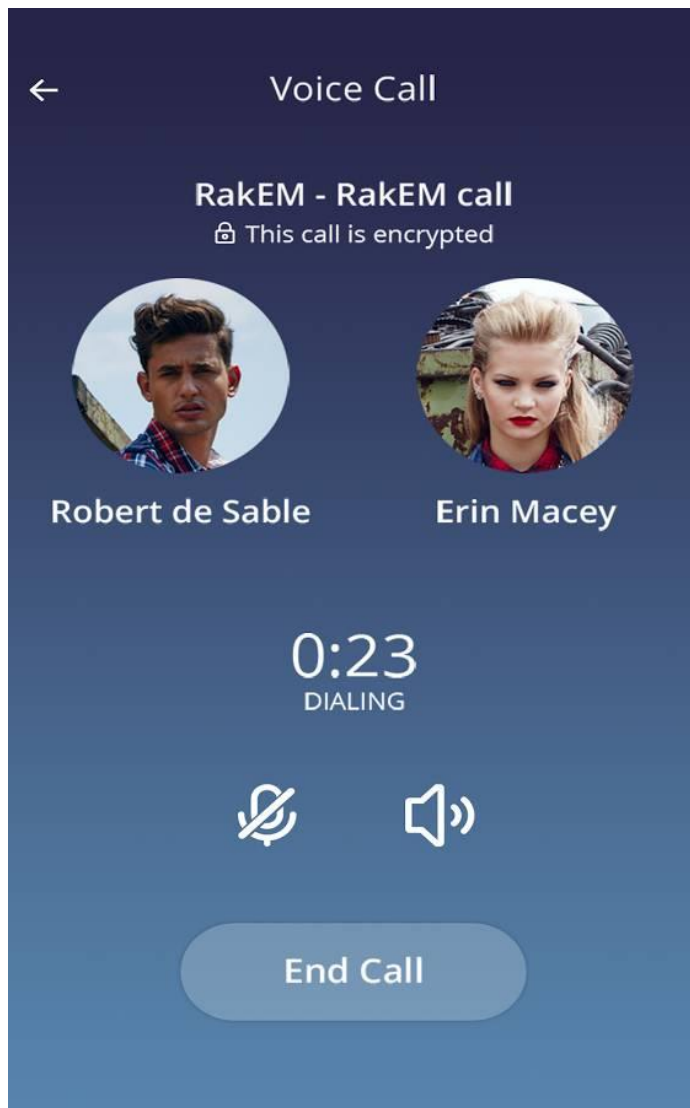 Voice Call
RakEM - RakEM call
This call is encrypted
Robert de Sable
Erin Macey
0:23
DIALING
End Call